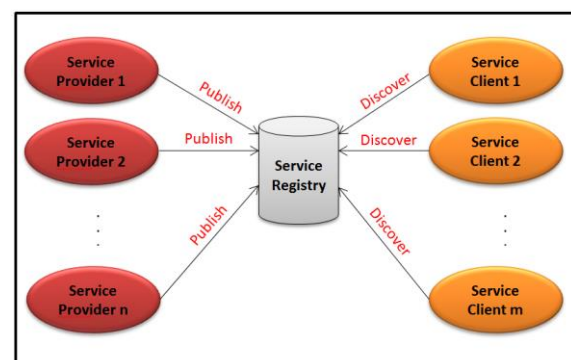 Service
Provider 1
Publish
Discover
Service
Client 1
Service
Provider 2
Publish
Service
Registry
Discover
Service
Client 2
Publish
Discover
Service
Provider n
Service
Client m